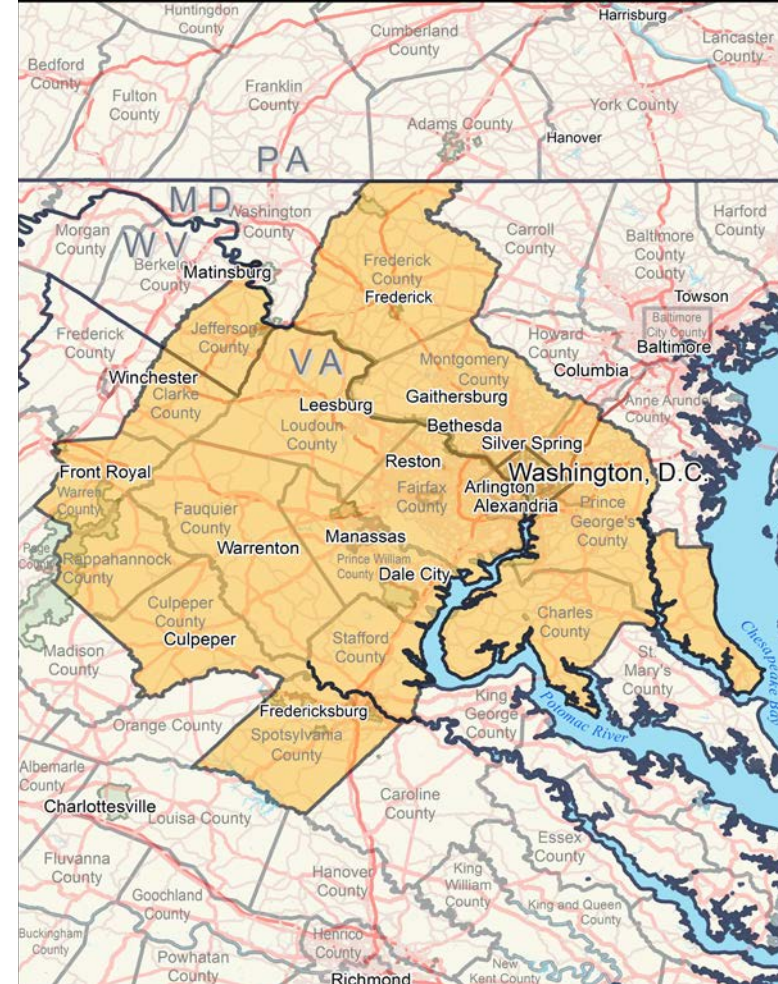 Huntingdon
County
Harrisburg
Cumberland
County
Lancaster
County
Bedford
County
Franklin
County
Fulton
County
York County
Adams County
Hanover
PA
MD
Washington
County
Morgan
County
WV
Berkeley
County
Matinsburg
Frederick
County
Frederick
Carroll
County
Baltimore
County
County
Harford
County
Towson
Baltimore
City County
Baltimore
Frederick
County
Jefferson
County
VA
Montgomery
County
Howard
County
Columbia
Winchester
Clarke
County
Leesburg
Loudoun
County
Gaithersburg
Bethesda
Silver Spring
Anne Arundel
County
Front Royal
Warren
County
Reston
Fairfax
County
Arlington
Alexandria
Washington, D.C.
Prince
George's
County
Fauquier
County
Warrenton
Manassas
Prince William
County
Dale City
Page
County
Rappahannock
County
Culpeper
County
Culpeper
Stafford
County
Charles
County
Madison
County
St.
Mary's
County
Chesapeake Bay
Potomac River
King
George
County
Orange County
Fredericksburg
Spotsylvania
County
Albemarle
County
Charlottesville
Louisa County
Caroline
County
Essex
County
Fluvanna
County
Hanover
County
King
William
County
Goochland
County
King and Queen
County
Buckingham
County
Henrico
County
Powhatan
County
New
Kent County
Richmond